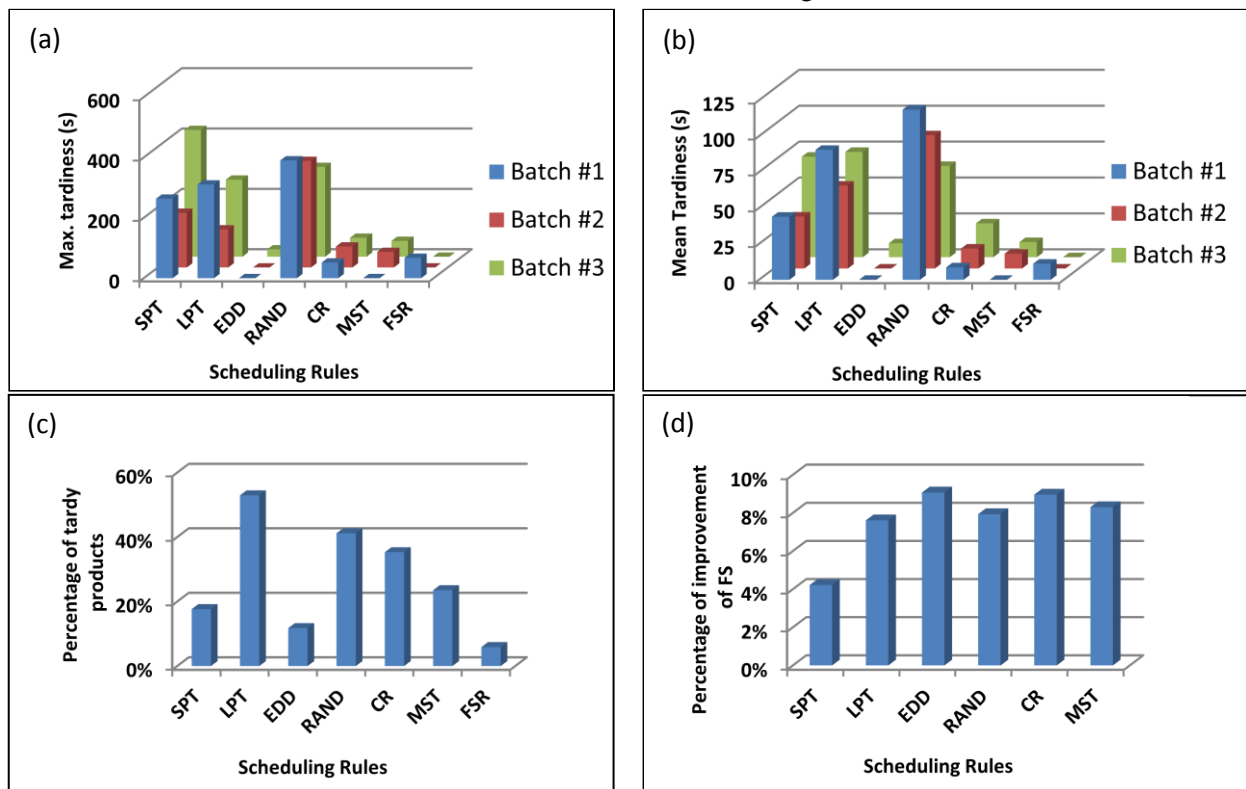 (a)
Max. tardiness (s)
600
400
200
0
SPT
LPT
EDD
RAND
CR
MST
FSR
Scheduling Rules
Batch #1
Batch #2
Batch #3
(b)
Mean Tardiness (s)
125
100
75
50
25
0
SPT
LPT
EDD
RAND
CR
MST
FSR
Scheduling Rules
Batch #1
Batch #2
Batch #3
(c)
Percentage of tardy
products
60%
40%
20%
0%
SPT
LPT
EDD
RAND
CR
MST
FSR
Scheduling Rules
(d)
Percentage of improvement
of FS
10%
8%
6%
4%
2%
0%
SPT
LPT
EDD
RAND
CR
MST
Scheduling Rules